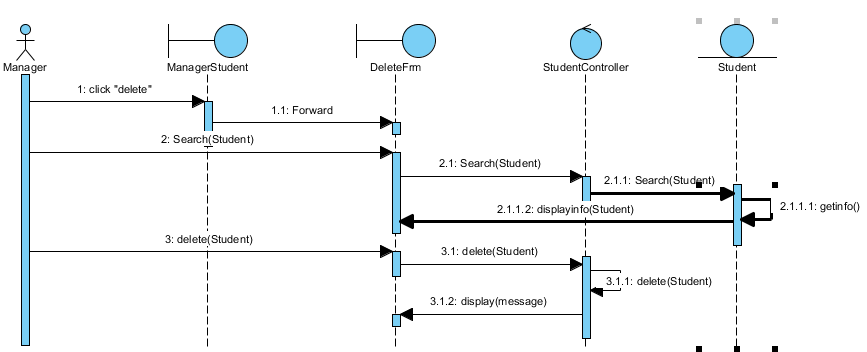 Manager
ManagerStudent
DeleteFrm
StudentController
Student
1: click "delete"
1.1: Forward
2: Search(Student)
2.1: Search(Student)
2.1.1: Search(Student)
2.1.1.1: getinfo()
2.1.1.2: displayinfo(Student)
3: delete(Student)
3.1: delete(Student)
3.1.1: delete(Student)
3.1.2: display(message)